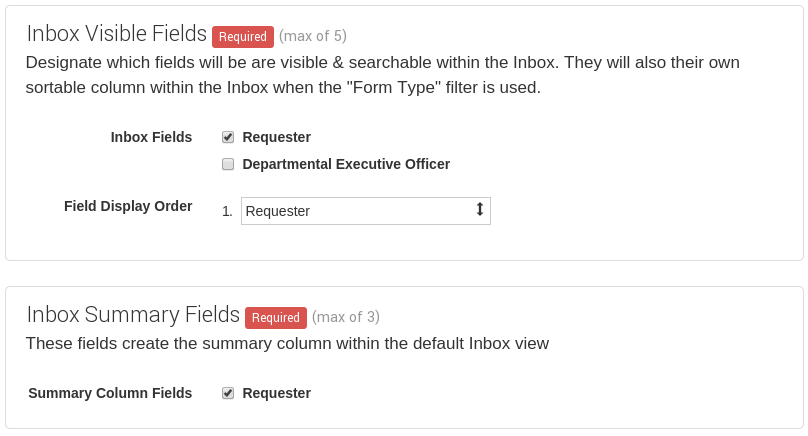 Inbox Visible Fields Required (max of 5)
Designate which fields will be are visible & searchable within the Inbox. They will also their own
sortable column within the Inbox when the "Form Type" filter is used.
Inbox Fields Requester
Departmental Executive Officer
Field Display Order 1. Requester
Inbox Summary Fields Required (max of 3)
These fields create the summary column within the default Inbox view
Summary Column Fields Requester